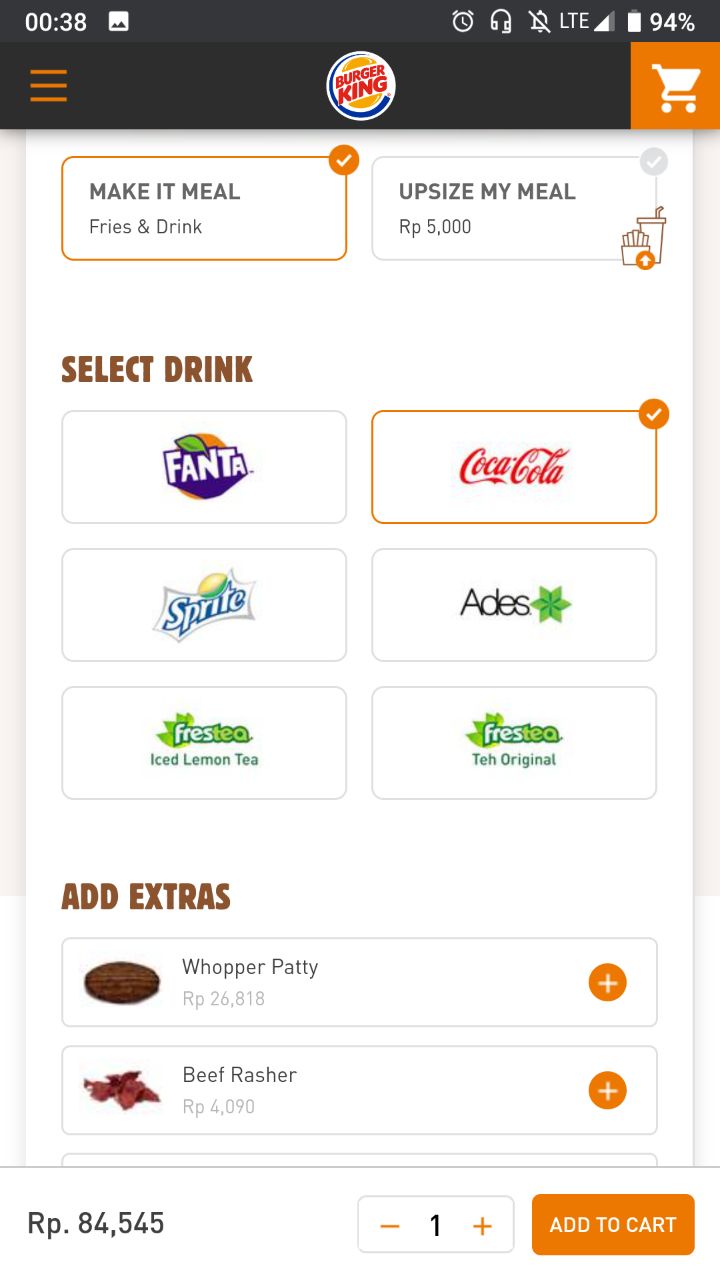 00:38
LTE 94%
BURGER
KING
MAKE IT MEAL
Fries & Drink
UPSIZE MY MEAL
Rp 5,000
SELECT DRINK
FANTA
Coca-Cola
Sprite
Ades
frestea
Iced Lemon Tea
frestea
Teh Original
ADD EXTRAS
Whopper Patty
Rp 26,818
Beef Rasher
Rp 4,090
Rp. 84,545
1
ADD TO CART